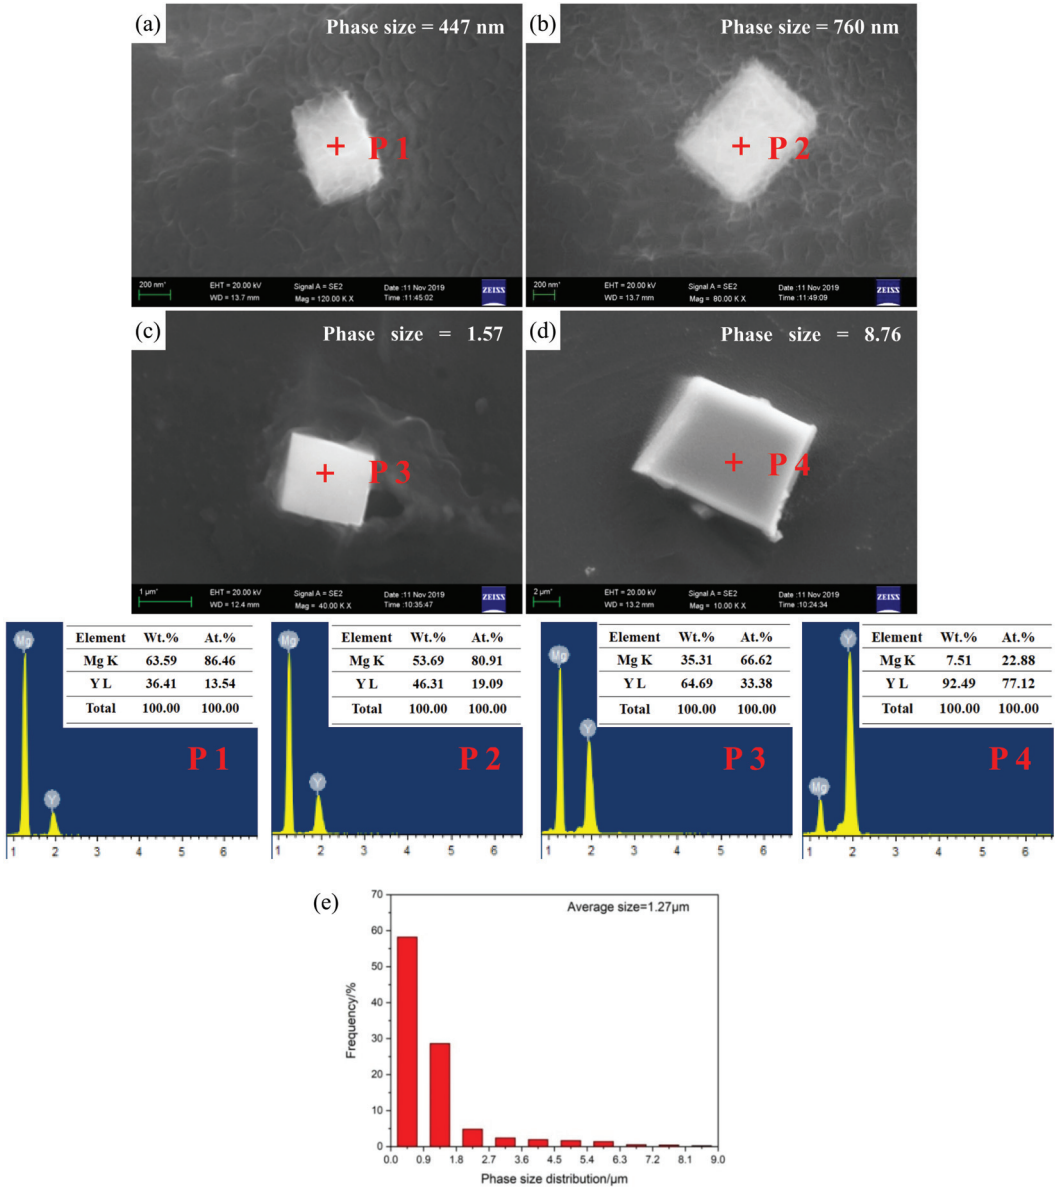 (a) Phase size = 447 nm
P 1
200 nm
EHT = 20.00 kV Signal A = SE2 Date :11 Nov 2019 ZEISS
WD = 13.7 mm Mag = 120.00 K X Time :11:45:02
(b) Phase size = 760 nm
P 2
200 nm
EHT = 20.00 kV Signal A = SE2 Date :11 Nov 2019 ZEISS
WD = 13.7 mm Mag = 80.00 K X Time :11:49:09
(c) Phase size = 1.57
P 3
1 µm
EHT = 20.00 kV Signal A = SE2 Date :11 Nov 2019 ZEISS
WD = 12.4 mm Mag = 40.00 K X Time :10:35:47
(d) Phase size = 8.76
P 4
2 µm
EHT = 20.00 kV Signal A = SE2 Date :11 Nov 2019 ZEISS
WD = 13.2 mm Mag = 10.00 K X Time :10:24:34
Mg
Element Wt.% At.%
Mg K 63.59 86.46
Y L 36.41 13.54
Total 100.00 100.00
P 1
Y
1 2 3 4 5 6
Mg
Element Wt.% At.%
Mg K 53.69 80.91
Y L 46.31 19.09
Total 100.00 100.00
P 2
Y
1 2 3 4 5 6
Mg
Element Wt.% At.%
Mg K 35.31 66.62
Y L 64.69 33.38
Total 100.00 100.00
Y
P 3
1 2 3 4 5 6
Y
Element Wt.% At.%
Mg K 7.51 22.88
Y L 92.49 77.12
Total 100.00 100.00
P 4
Mg
1 2 3 4 5 6
(e)
Average size=1.27µm
Frequency/%
70
60
50
40
30
20
10
0
0.0 0.9 1.8 2.7 3.6 4.5 5.4 6.3 7.2 8.1 9.0
Phase size distribution/µm